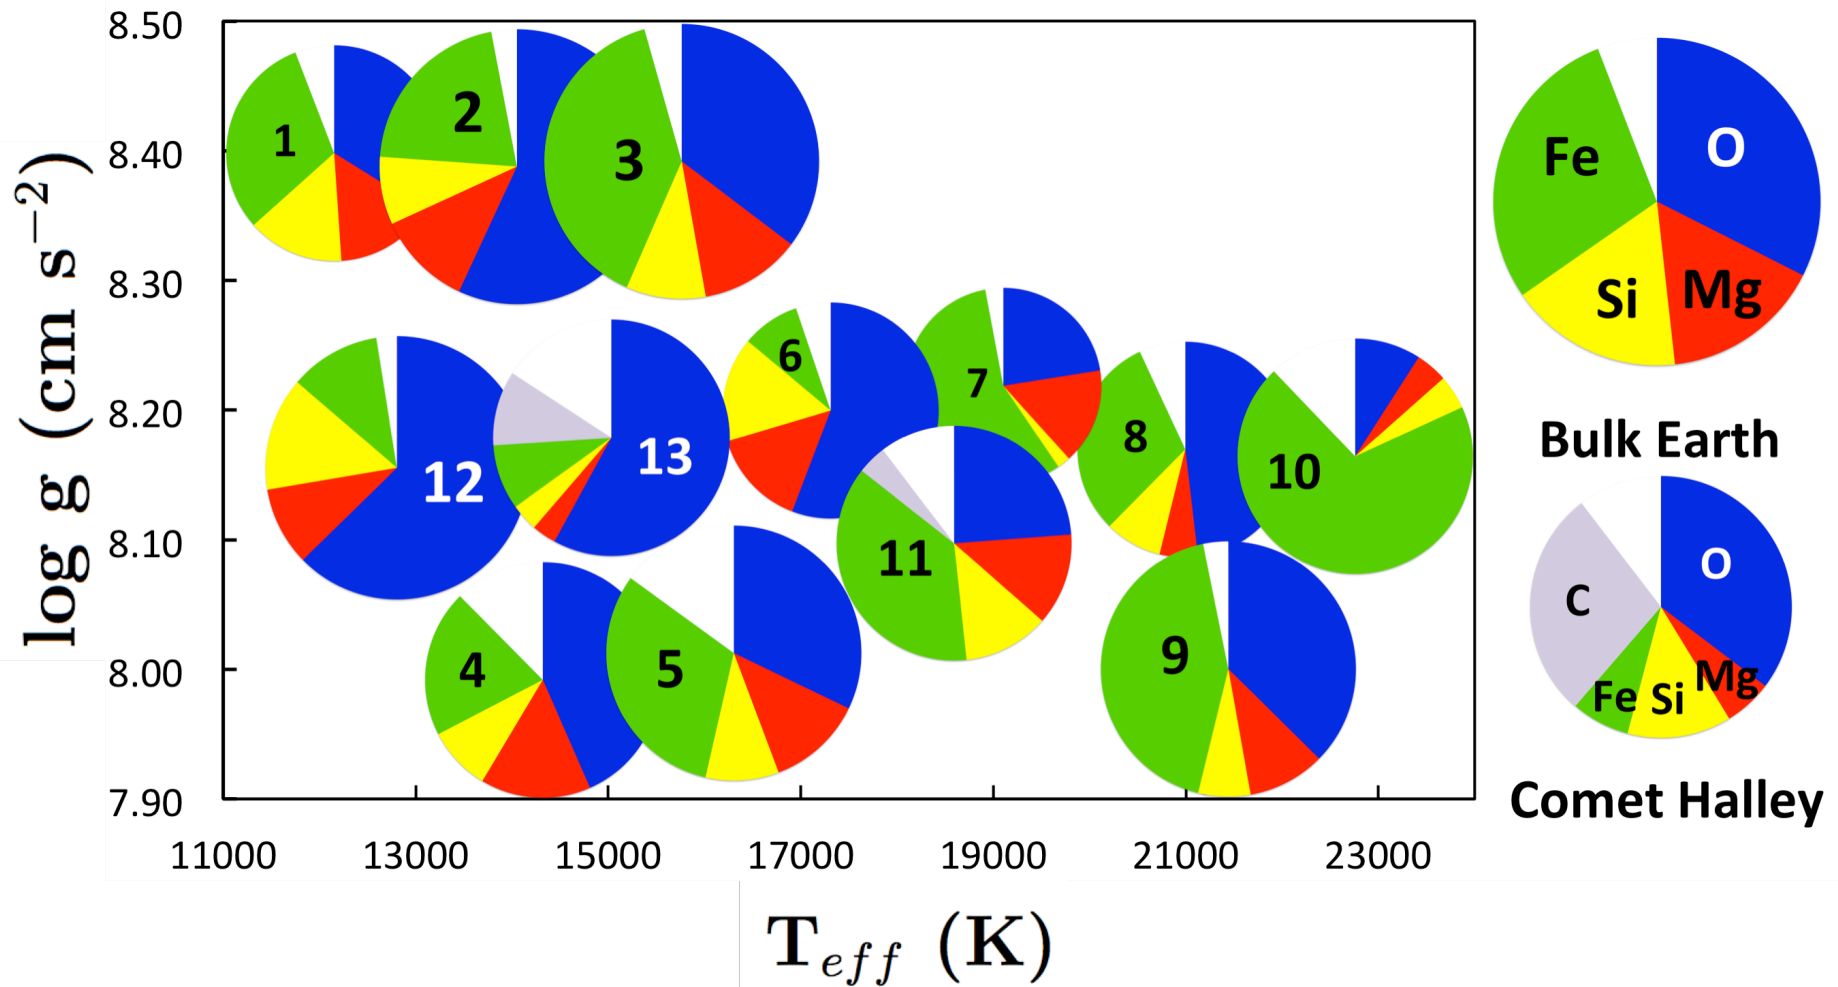 8.50
8.40
8.30
8.20
8.10
8.00
7.90
log g (cm s⁻²)
11000 13000 15000 17000 19000 21000 23000
T_eff (K)
1
2
3
12
13
6
7
8
10
11
4
5
9
Fe
O
Si
Mg
Bulk Earth
O
C
Mg
Fe
Si
Comet Halley